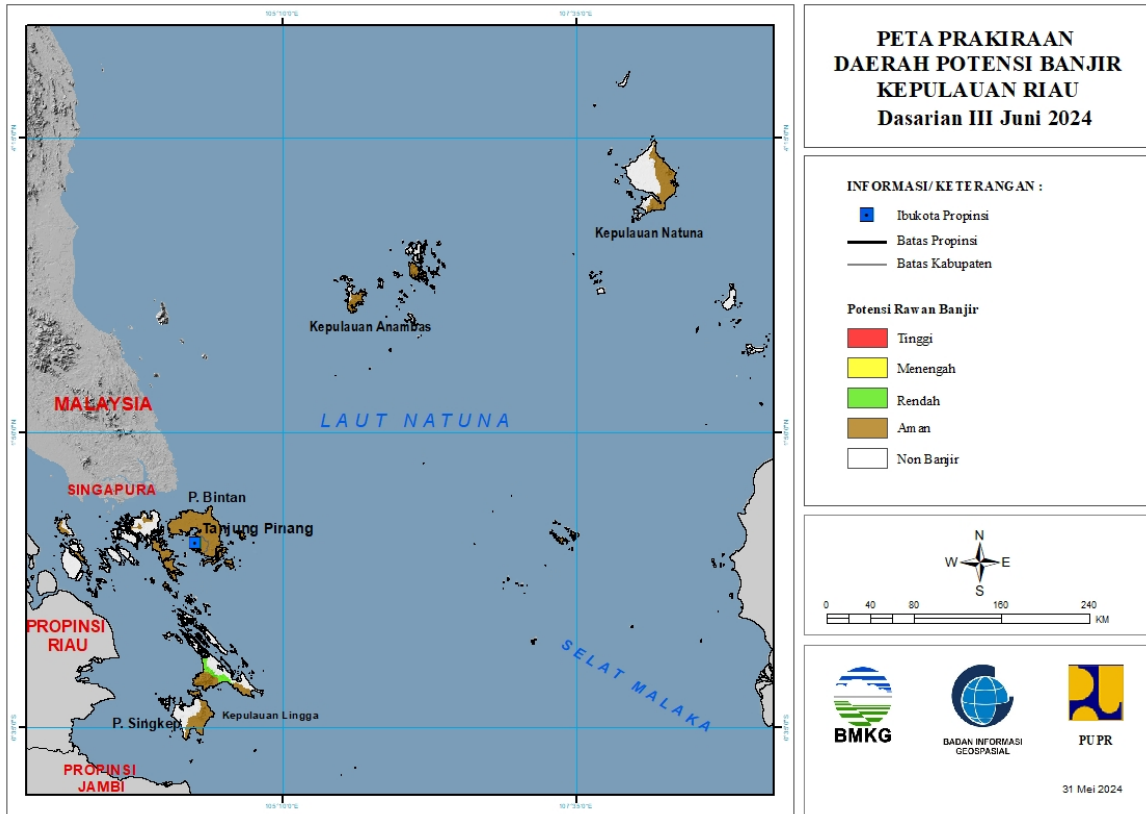 PETA PRAKIRAAN
DAERAH POTENSI BANJIR
KEPULAUAN RIAU
Dasarian III Juni 2024
INFORMASI/KETERANGAN :
Ibukota Propinsi
Batas Propinsi
Batas Kabupaten
Potensi Rawan Banjir
Tinggi
Menengah
Rendah
Aman
Non Banjir
N
W E
S
0 40 80 160 240
KM
BMKG
BADAN INFORMASI
GEOSPASIAL
PUPR
31 Mei 2024
Kepulauan Natuna
Kepulauan Anambas
MALAYSIA
LAUT NATUNA
SINGAPURA
P. Bintan
Tanjung Pinang
PROPINSI
RIAU
SELAT MALAKA
Kepulauan Lingga
P. Singkep
PROPINSI
JAMBI